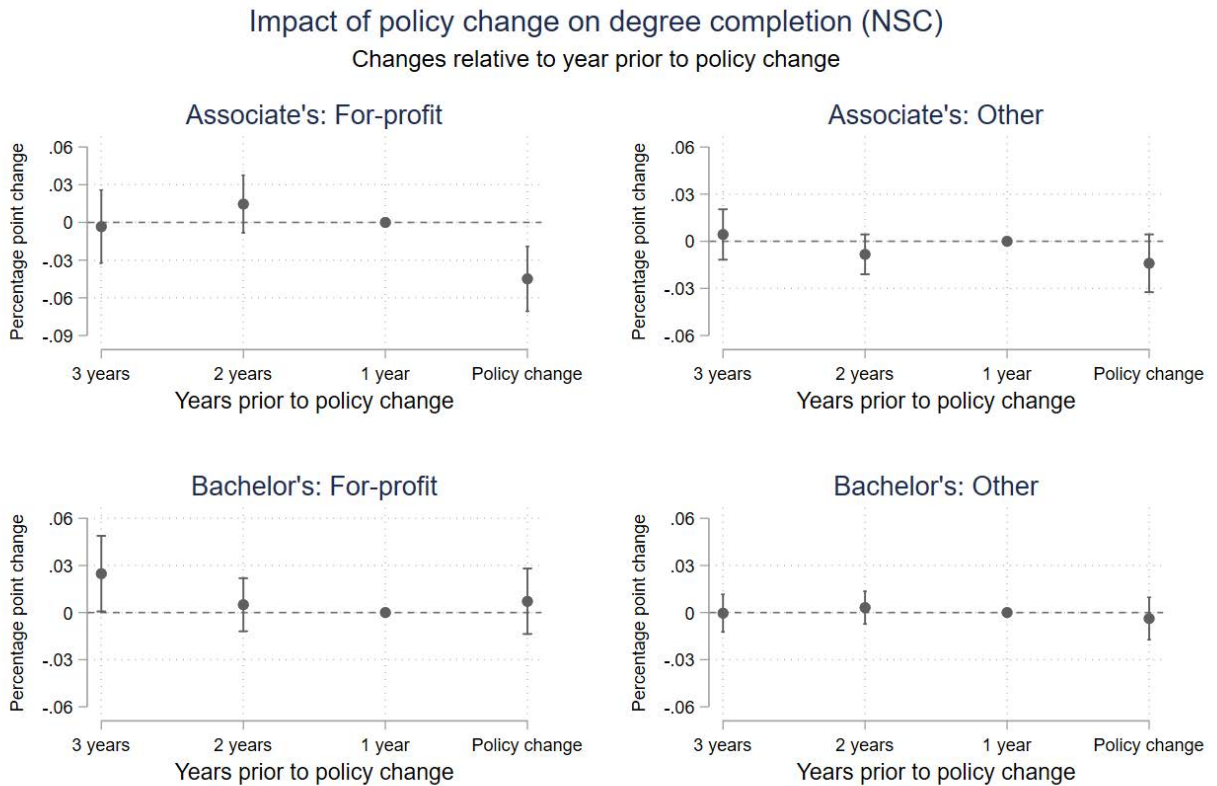 Impact of policy change on degree completion (NSC)
Changes relative to year prior to policy change
Associate's: For-profit
Percentage point change
.06
.03
0
-.03
-.06
-.09
3 years
2 years
1 year
Policy change
Years prior to policy change
Associate's: Other
Percentage point change
.06
.03
0
-.03
-.06
3 years
2 years
1 year
Policy change
Years prior to policy change
Bachelor's: For-profit
Percentage point change
.06
.03
0
-.03
-.06
3 years
2 years
1 year
Policy change
Years prior to policy change
Bachelor's: Other
Percentage point change
.06
.03
0
-.03
-.06
3 years
2 years
1 year
Policy change
Years prior to policy change